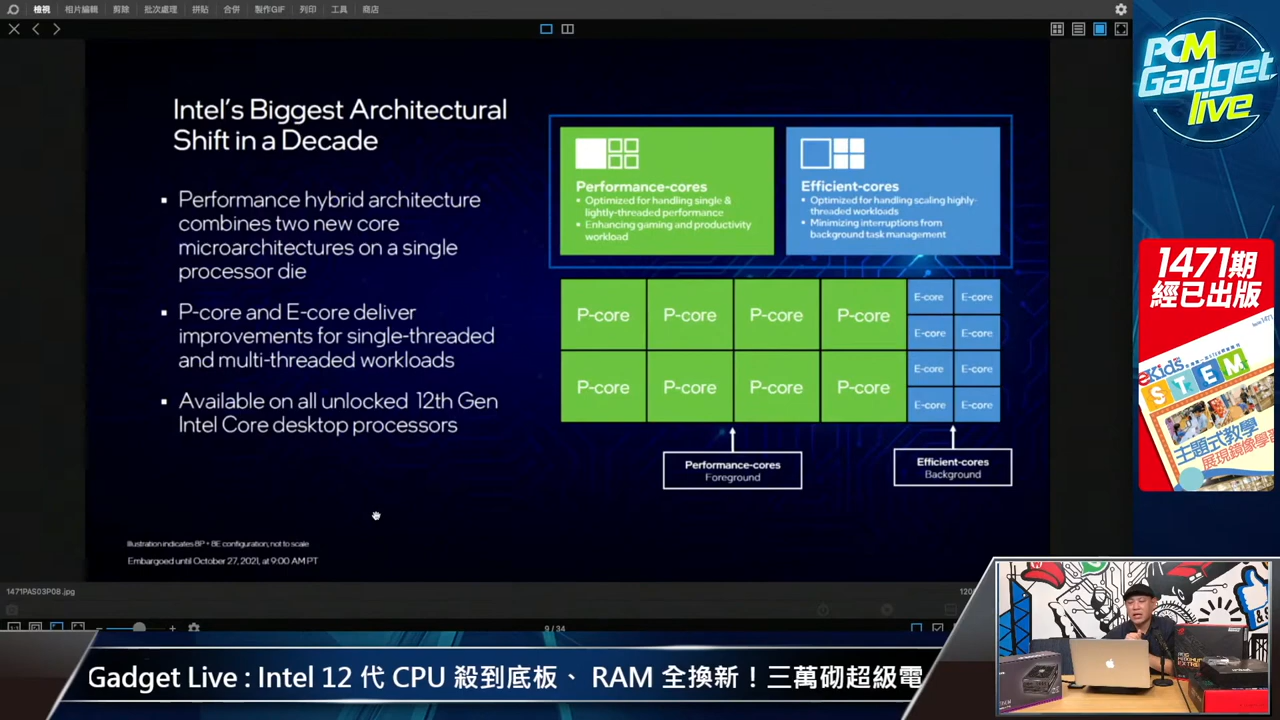 檢視 相片編輯 剪除 批次處理 拼貼 合併 製作GIF 列印 工具 商店
PCM
Gadget
live
Intel's Biggest Architectural
Shift in a Decade
▪ Performance hybrid architecture
combines two new core
microarchitectures on a single
processor die
▪ P-core and E-core deliver
improvements for single-threaded
and multi-threaded workloads
▪ Available on all unlocked 12th Gen
Intel Core desktop processors
Performance-cores
• Optimized for handling single &
lightly-threaded performance
• Enhancing gaming and productivity
workload
Efficient-cores
• Optimized for handling scaling highly-
threaded workloads
• Minimizing interruptions from
background task management
P-core P-core P-core P-core E-core E-core
E-core E-core
P-core P-core P-core P-core E-core E-core
E-core E-core
Performance-cores
Foreground
Efficient-cores
Background
Illustration indicates 8P + 8E configuration, not to scale
Embargoed until October 27, 2021, at 9:00 AM PT
1471PAS03P08.jpg
9 / 34
1471期
經已出版
eKids
STEM
主題式教學
展現鏡像學習
Gadget Live : Intel 12 代 CPU 殺到底板、 RAM 全換新！三萬砌超級電